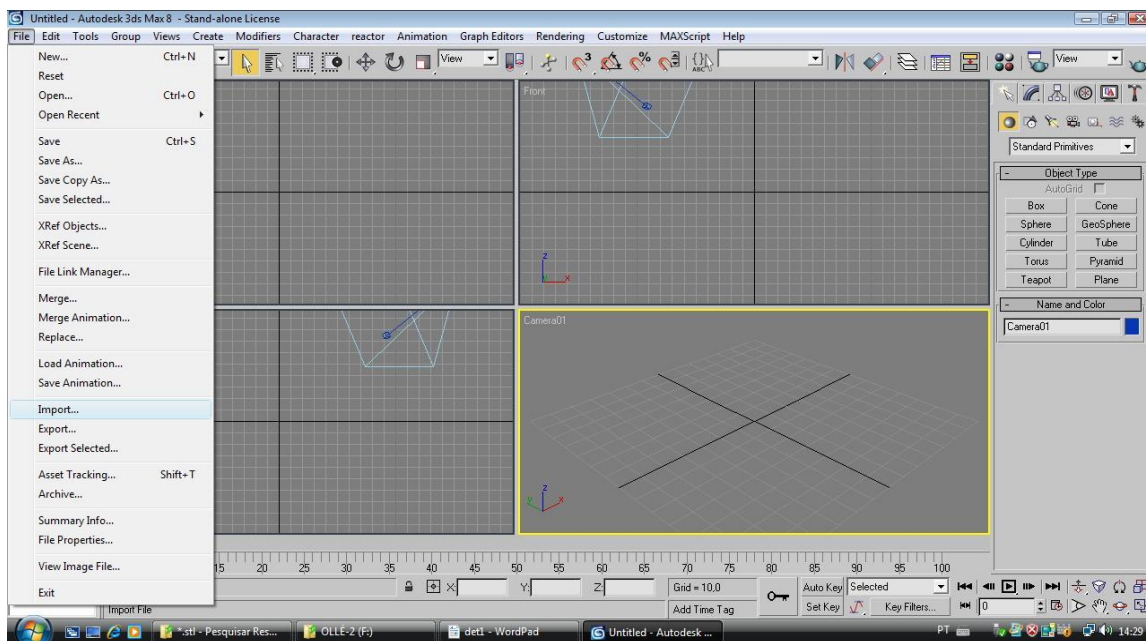 Untitled - Autodesk 3ds Max 8 - Stand-alone License
File Edit Tools Group Views Create Modifiers Character reactor Animation Graph Editors Rendering Customize MAXScript Help
New... Ctrl+N
Reset
Open... Ctrl+O
Open Recent
Save Ctrl+S
Save As...
Save Copy As...
Save Selected...
XRef Objects...
XRef Scene...
File Link Manager...
Merge...
Merge Animation...
Replace...
Load Animation...
Save Animation...
Import...
Export...
Export Selected...
Asset Tracking... Shift+T
Archive...
Summary Info...
File Properties...
View Image File...
Exit
View
View
Front
z
x
Camera01
z
y x
Standard Primitives
- Object Type
AutoGrid
Box Cone
Sphere GeoSphere
Cylinder Tube
Torus Pyramid
Teapot Plane
- Name and Color
Camera01
15 20 25 30 35 40 45 50 55 60 65 70 75 80 85 90 95 100
X: Y: Z: Grid = 10,0 Auto Key Selected
Import File Add Time Tag Set Key Key Filters... 0
*.stl - Pesquisar Res... OLLÉ-2 (F:) det1 - WordPad Untitled - Autodesk ... PT 14:29